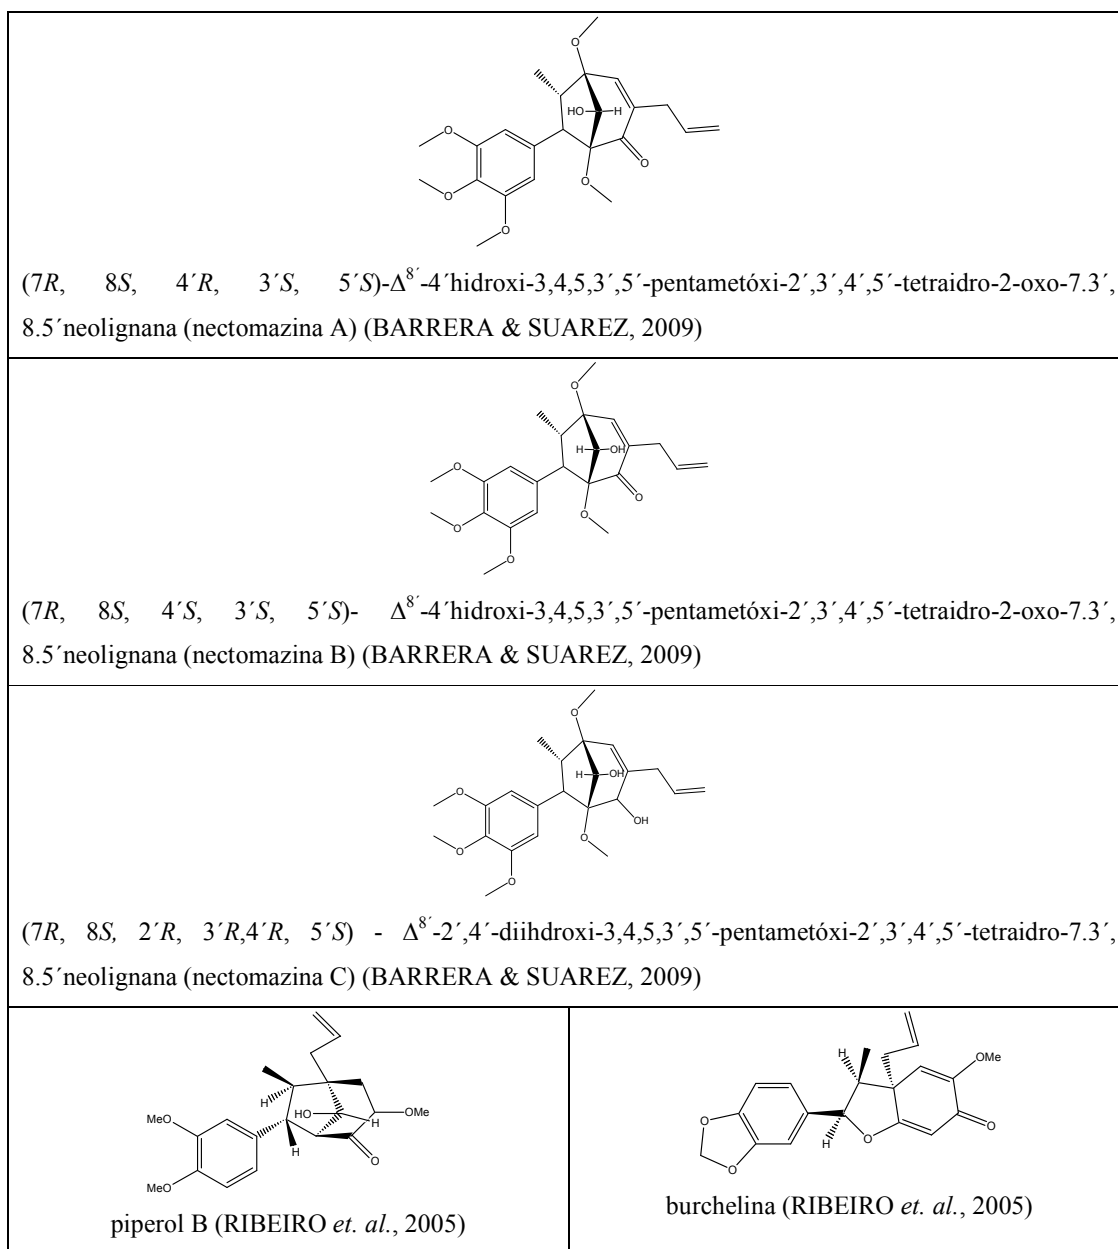 O
HO H
O
O
O
O
O
(7R, 8S, 4´R, 3´S, 5´S)-Δ8´-4´hidroxi-3,4,5,3´,5´-pentametóxi-2´,3´,4´,5´-tetraidro-2-oxo-7.3´,
8.5´neolignana (nectomazina A) (BARRERA & SUAREZ, 2009)
O
H OH
O
O
O
O
O
(7R, 8S, 4´S, 3´S, 5´S)- Δ8´-4´hidroxi-3,4,5,3´,5´-pentametóxi-2´,3´,4´,5´-tetraidro-2-oxo-7.3´,
8.5´neolignana (nectomazina B) (BARRERA & SUAREZ, 2009)
O
H OH
O
OH
O
O
O
(7R, 8S, 2´R, 3´R,4´R, 5´S) - Δ8´-2´,4´-diihdroxi-3,4,5,3´,5´-pentametóxi-2´,3´,4´,5´-tetraidro-7.3´,
8.5´neolignana (nectomazina C) (BARRERA & SUAREZ, 2009)
H
HO
OMe
H
MeO
H
O
MeO
piperol B (RIBEIRO et. al., 2005)
H
OMe
O
O
H
O
O
burchelina (RIBEIRO et. al., 2005)